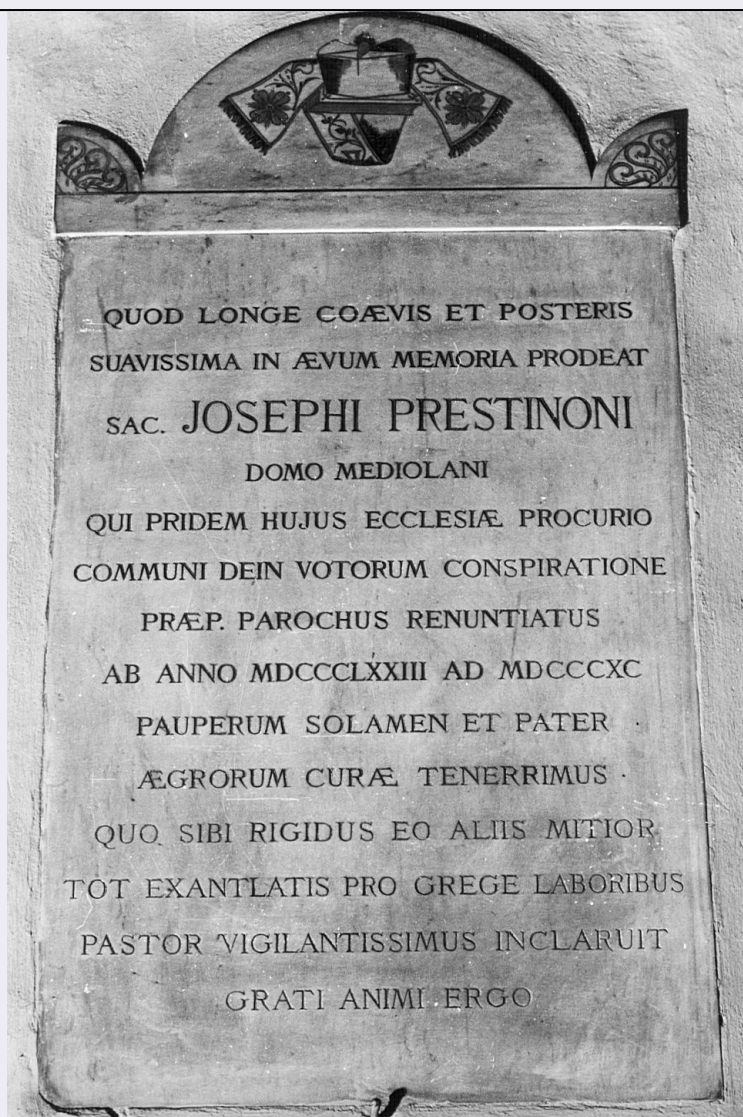 QUOD LONGE COÆVIS ET POSTERIS
SUAVISSIMA IN ÆVUM MEMORIA PRODEAT
SAC. JOSEPHI PRESTINONI
DOMO MEDIOLANI
QUI PRIDEM HUJUS ECCLESIÆ PROCURIO
COMMUNI DEIN VOTORUM CONSPIRATIONE
PRÆP. PAROCHUS RENUNTIATUS
AB ANNO MDCCCLXXIII AD MDCCCXC
PAUPERUM SOLAMEN ET PATER
ÆGRORUM CURÆ TENERRIMUS
QUO SIBI RIGIDUS EO ALIIS MITIOR
TOT EXANTLATIS PRO GREGE LABORIBUS
PASTOR VIGILANTISSIMUS INCLARUIT
GRATI ANIMI ERGO